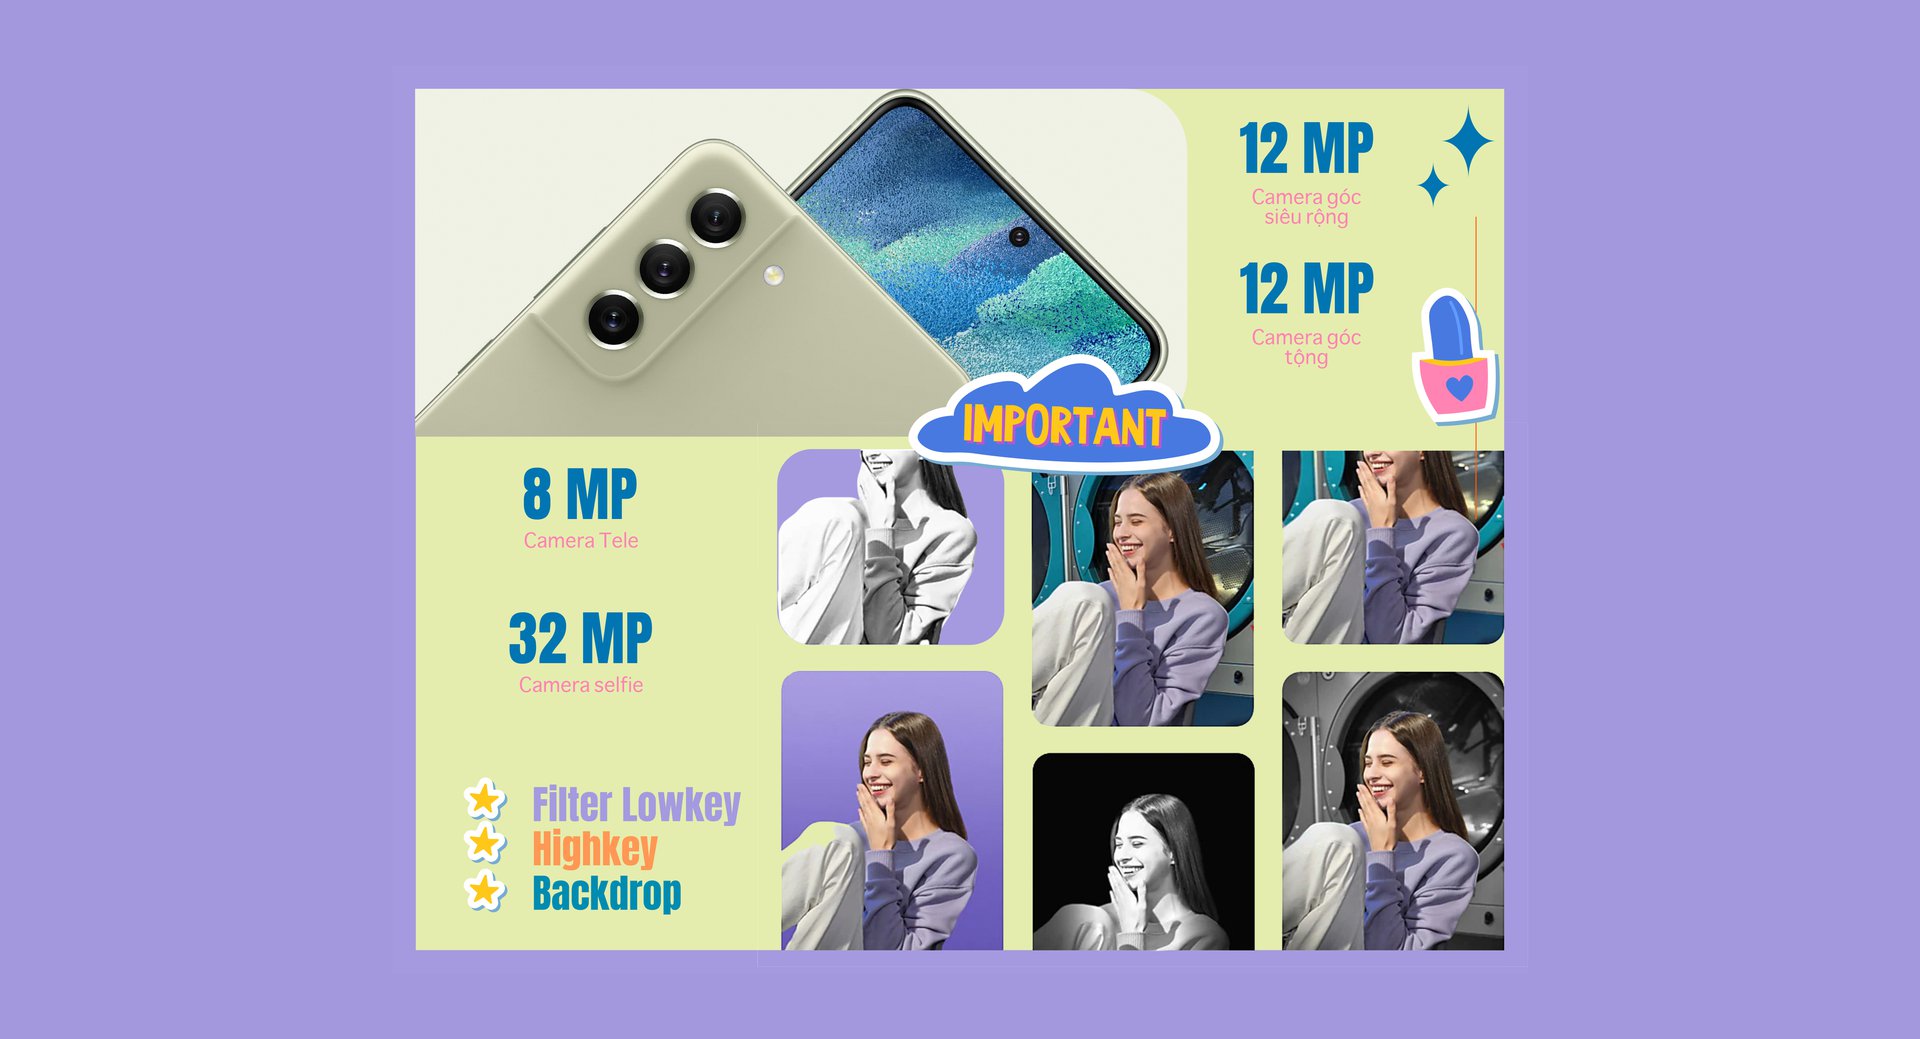 12 MP
Camera góc
siêu rộng
12 MP
Camera góc
tộng
IMPORTANT
8 MP
Camera Tele
32 MP
Camera selfie
Filter Lowkey
Highkey
Backdrop